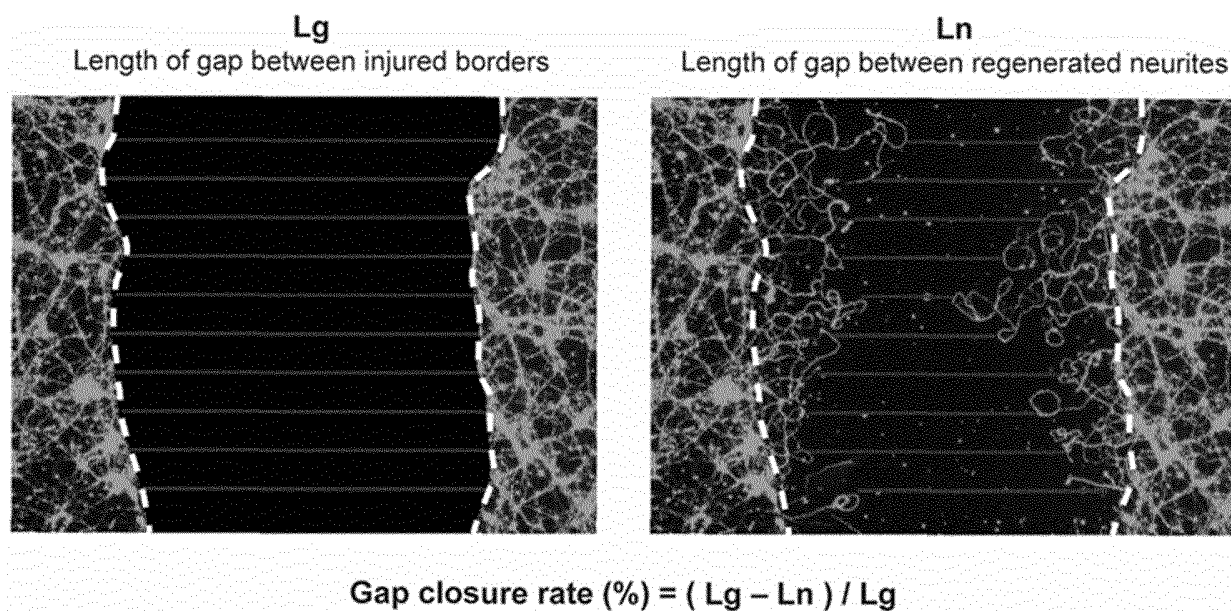 Lg
Length of gap between injured borders
Ln
Length of gap between regenerated neurites
Gap closure rate (%) = ( Lg – Ln ) / Lg